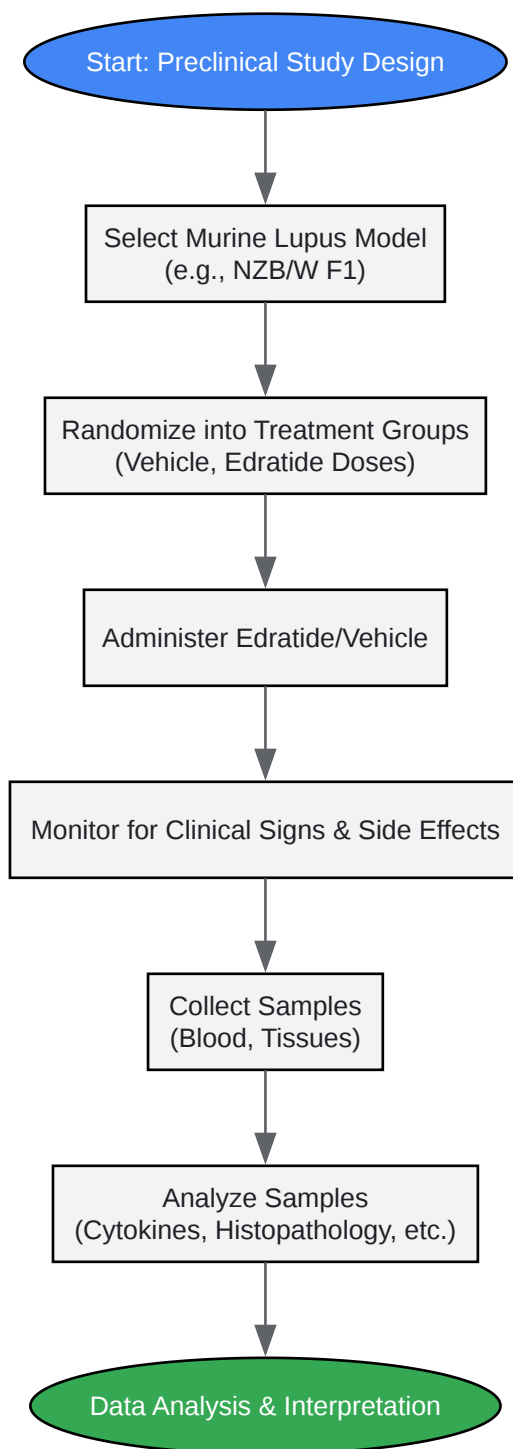 Start: Preclinical Study Design
Select Murine Lupus Model
(e.g., NZB/W F1)
Randomize into Treatment Groups
(Vehicle, Edratide Doses)
Administer Edratide/Vehicle
Monitor for Clinical Signs & Side Effects
Collect Samples
(Blood, Tissues)
Analyze Samples
(Cytokines, Histopathology, etc.)
Data Analysis & Interpretation